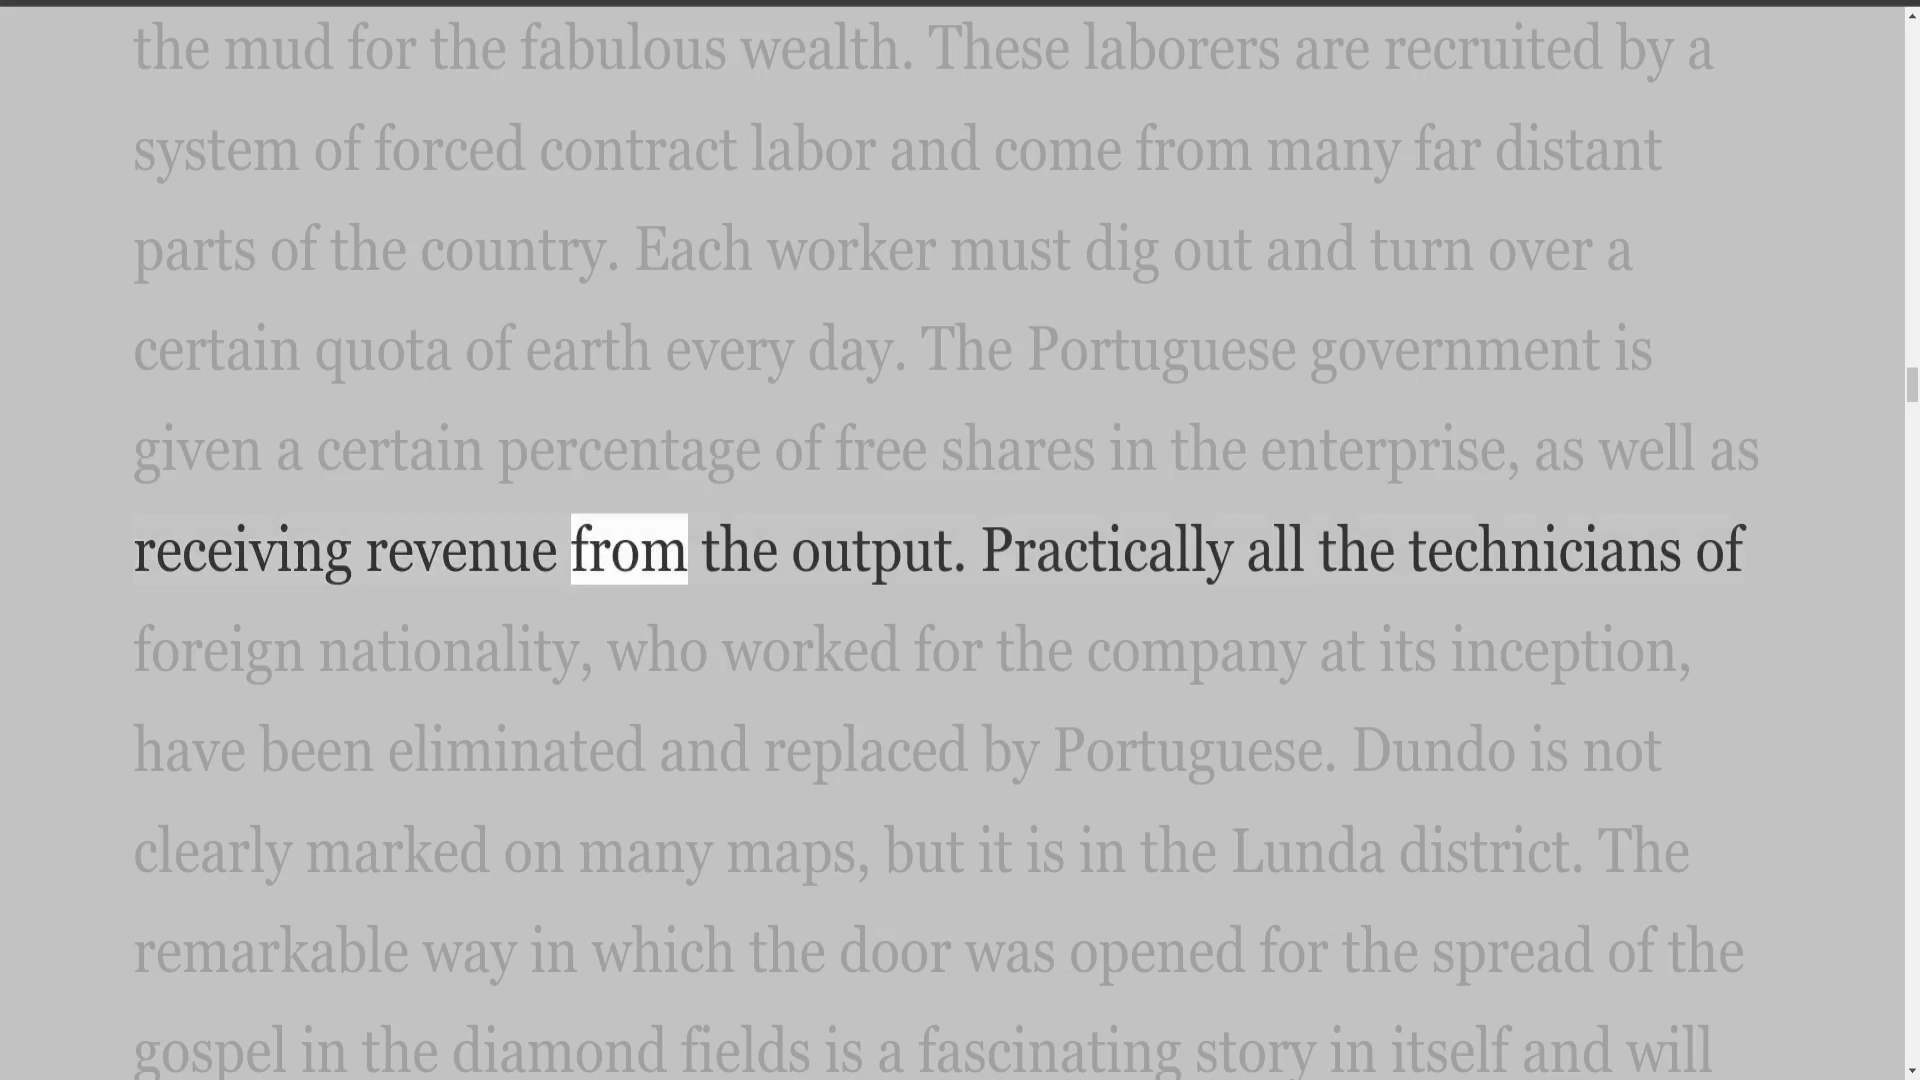 the mud for the fabulous wealth. These laborers are recruited by a
system of forced contract labor and come from many far distant
parts of the country. Each worker must dig out and turn over a
certain quota of earth every day. The Portuguese government is
given a certain percentage of free shares in the enterprise, as well as
receiving revenue from the output. Practically all the technicians of
foreign nationality, who worked for the company at its inception,
have been eliminated and replaced by Portuguese. Dundo is not
clearly marked on many maps, but it is in the Lunda district. The
remarkable way in which the door was opened for the spread of the
gospel in the diamond fields is a fascinating story in itself and will